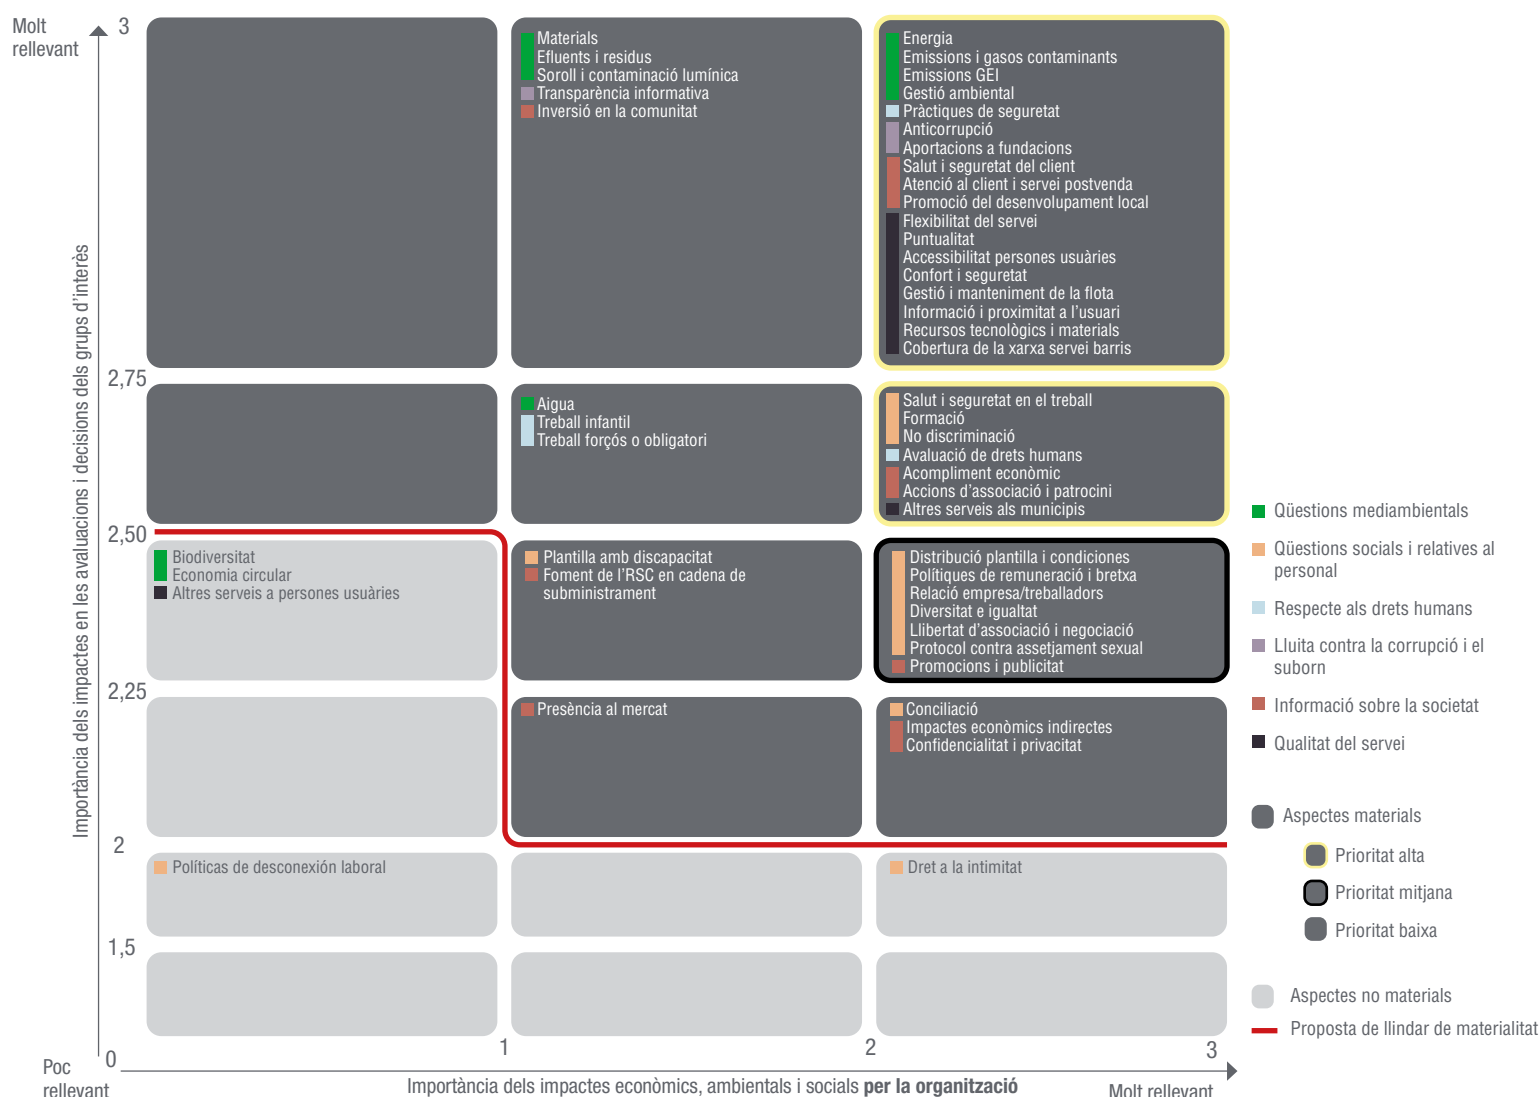 Molt
rellevant
3
Materials
Efluents i residus
Soroll i contaminació lumínica
Transparència informativa
Inversió en la comunitat
Energia
Emissions i gasos contaminants
Emissions GEI
Gestió ambiental
Pràctiques de seguretat
Anticorrupció
Aportacions a fundacions
Salut i seguretat del client
Atenció al client i servei postvenda
Promoció del desenvolupament local
Flexibilitat del servei
Puntualitat
Accessibilitat persones usuàries
Confort i seguretat
Gestió i manteniment de la flota
Informació i proximitat a l’usuari
Recursos tecnològics i materials
Cobertura de la xarxa servei barris
Importància dels impactes en les avaluacions i decisions dels grups d’interès
2,75
Aigua
Treball infantil
Treball forçós o obligatori
Salut i seguretat en el treball
Formació
No discriminació
Avaluació de drets humans
Acompliment econòmic
Accions d’associació i patrocini
Altres serveis als municipis
2,50
Biodiversitat
Economia circular
Altres serveis a persones usuàries
Plantilla amb discapacitat
Foment de l’RSC en cadena de
subministrament
Distribució plantilla i condiciones
Polítiques de remuneració i bretxa
Relació empresa/treballadors
Diversitat e igualtat
Llibertat d’associació i negociació
Protocol contra assetjament sexual
Promocions i publicitat
2,25
Presència al mercat
Conciliació
Impactes econòmics indirectes
Confidencialitat i privacitat
2
Políticas de desconexión laboral
Dret a la intimitat
1,5
0
1
2
3
Poc
rellevant
Importància dels impactes econòmics, ambientals i socials per la organització
Molt rellevant
Qüestions mediambientals
Qüestions socials i relatives al
personal
Respecte als drets humans
Lluita contra la corrupció i el
suborn
Informació sobre la societat
Qualitat del servei
Aspectes materials
Prioritat alta
Prioritat mitjana
Prioritat baixa
Aspectes no materials
Proposta de llindar de materialitat